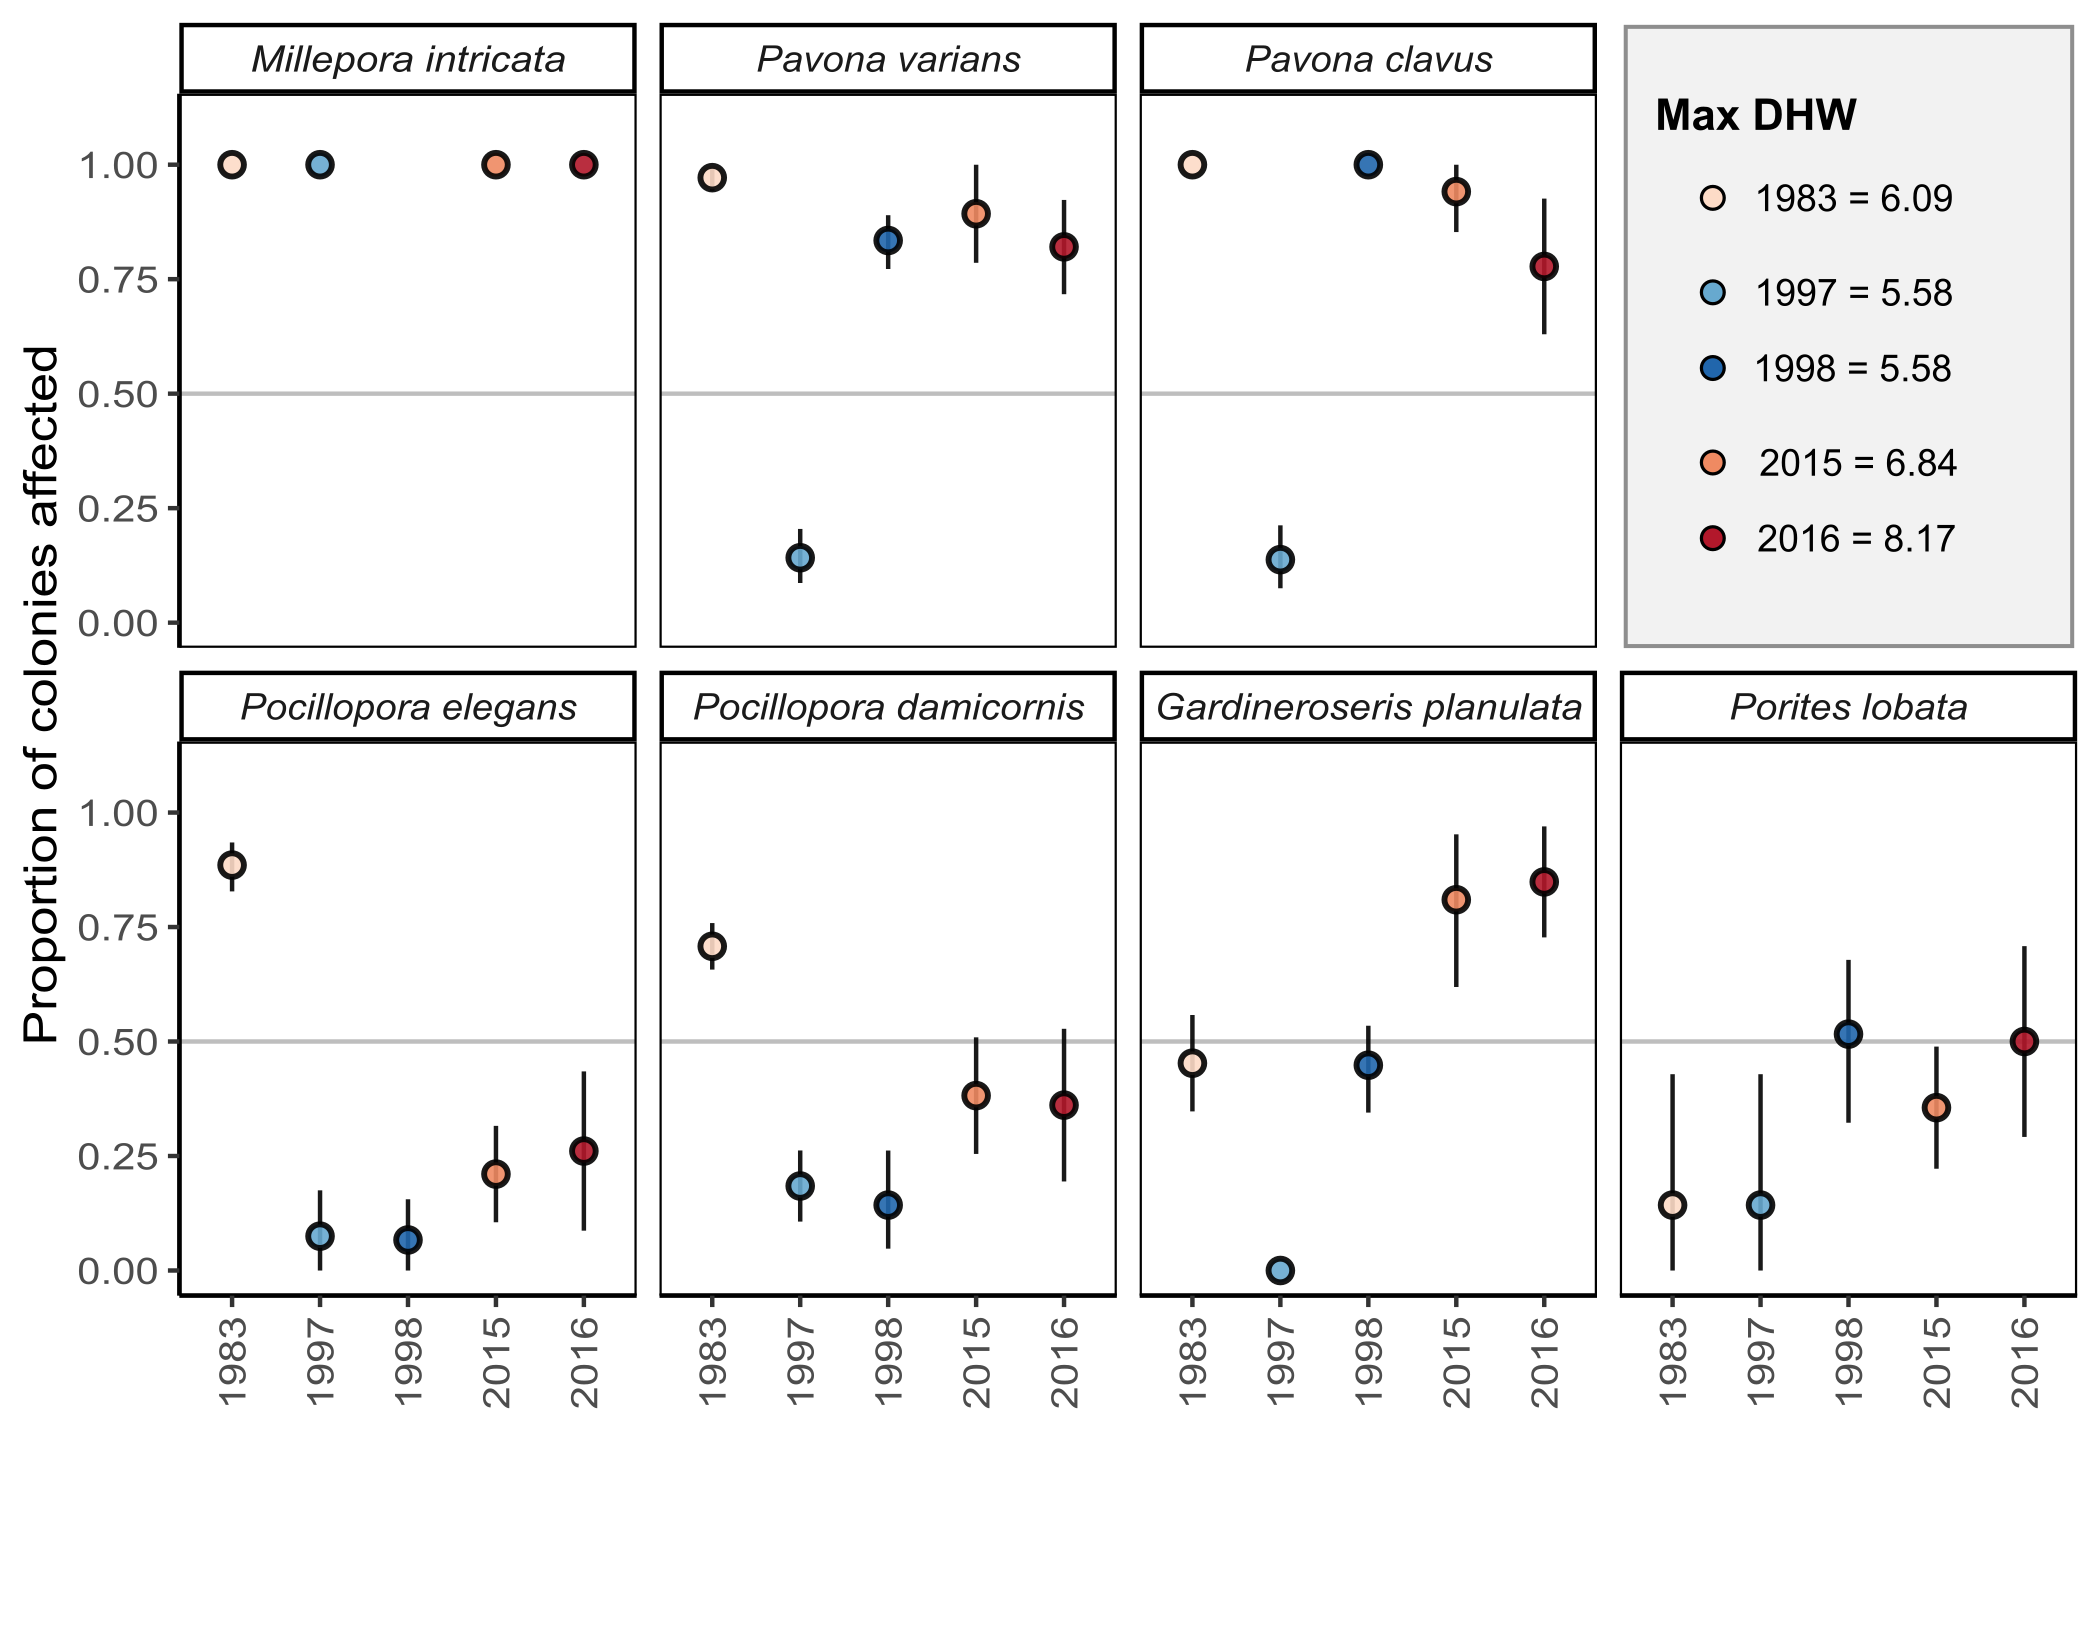 Millepora intricata
Pavona varians
Pavona clavus
Max DHW
1983 = 6.09
1997 = 5.58
1998 = 5.58
2015 = 6.84
2016 = 8.17
Proportion of colonies affected
1.00
0.75
0.50
0.25
0.00
Pocillopora elegans
Pocillopora damicornis
Gardineroseris planulata
Porites lobata
1.00
0.75
0.50
0.25
0.00
1983 1997 1998 2015 2016
1983 1997 1998 2015 2016
1983 1997 1998 2015 2016
1983 1997 1998 2015 2016